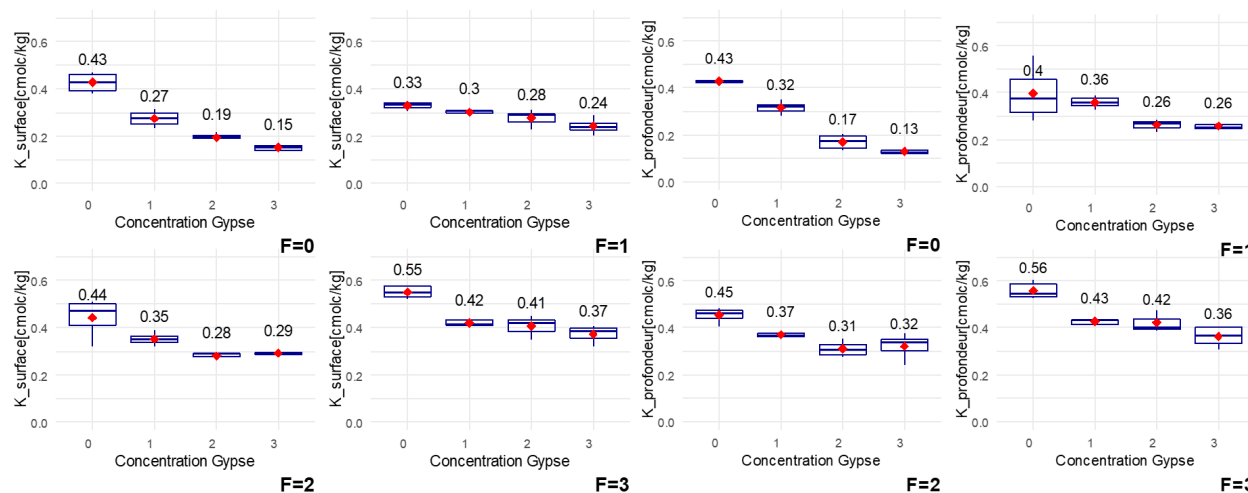 K_surface[cmolc/kg]
0.6
0.4
0.2
0.0
0.43
0.27
0.19
0.15
0 1 2 3
Concentration Gypse
F=0
K_surface[cmolc/kg]
0.6
0.4
0.2
0.0
0.33
0.3
0.28
0.24
0 1 2 3
Concentration Gypse
F=1
K_profondeur[cmolc/kg]
0.6
0.4
0.2
0.0
0.43
0.32
0.17
0.13
0 1 2 3
Concentration Gypse
F=0
K_profondeur[cmolc/kg]
0.6
0.4
0.2
0.0
0.4
0.36
0.26
0.26
0 1 2 3
Concentration Gypse
F=1
K_surface[cmolc/kg]
0.6
0.4
0.2
0.0
0.44
0.35
0.28
0.29
0 1 2 3
Concentration Gypse
F=2
K_surface[cmolc/kg]
0.6
0.4
0.2
0.0
0.55
0.42
0.41
0.37
0 1 2 3
Concentration Gypse
F=3
K_profondeur[cmolc/kg]
0.6
0.4
0.2
0.0
0.45
0.37
0.31
0.32
0 1 2 3
Concentration Gypse
F=2
K_profondeur[cmolc/kg]
0.6
0.4
0.2
0.0
0.56
0.43
0.42
0.36
0 1 2 3
Concentration Gypse
F=3